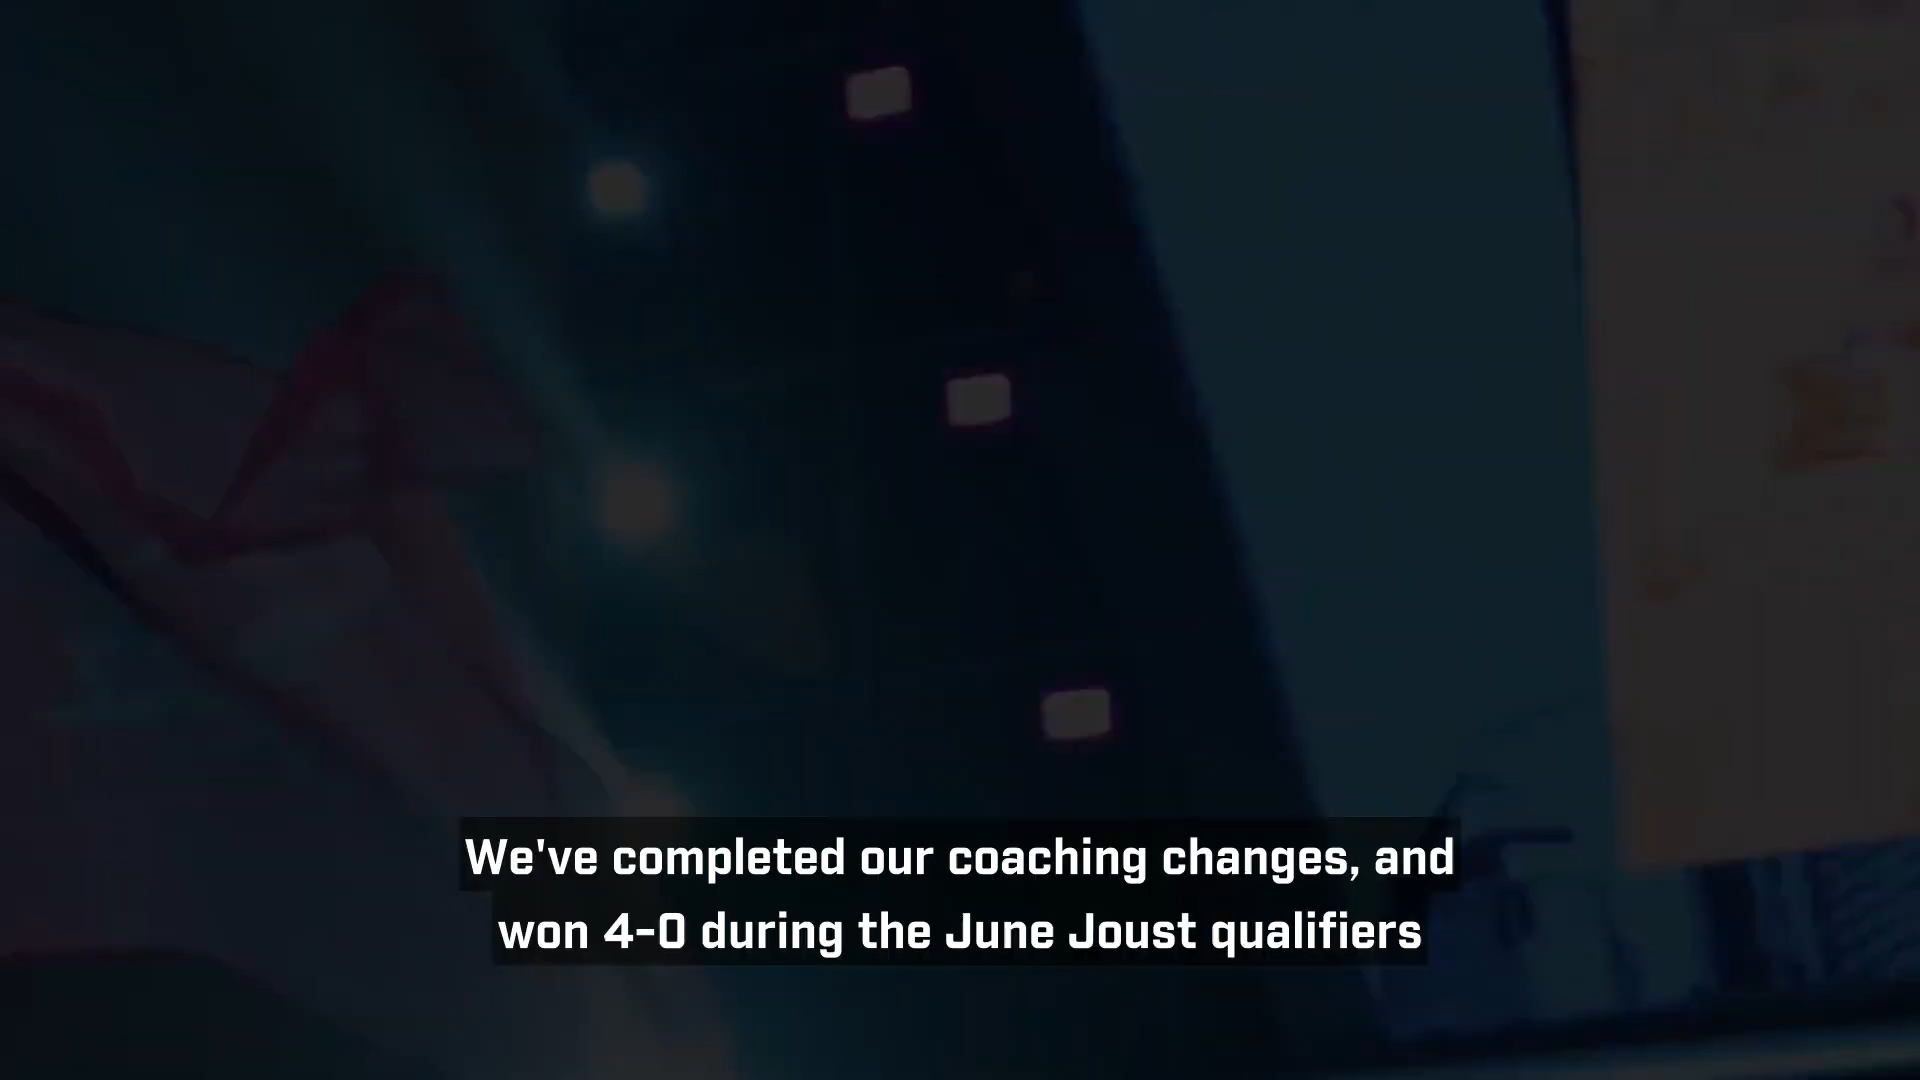 We've completed our coaching changes, and
won 4-0 during the June Joust qualifiers